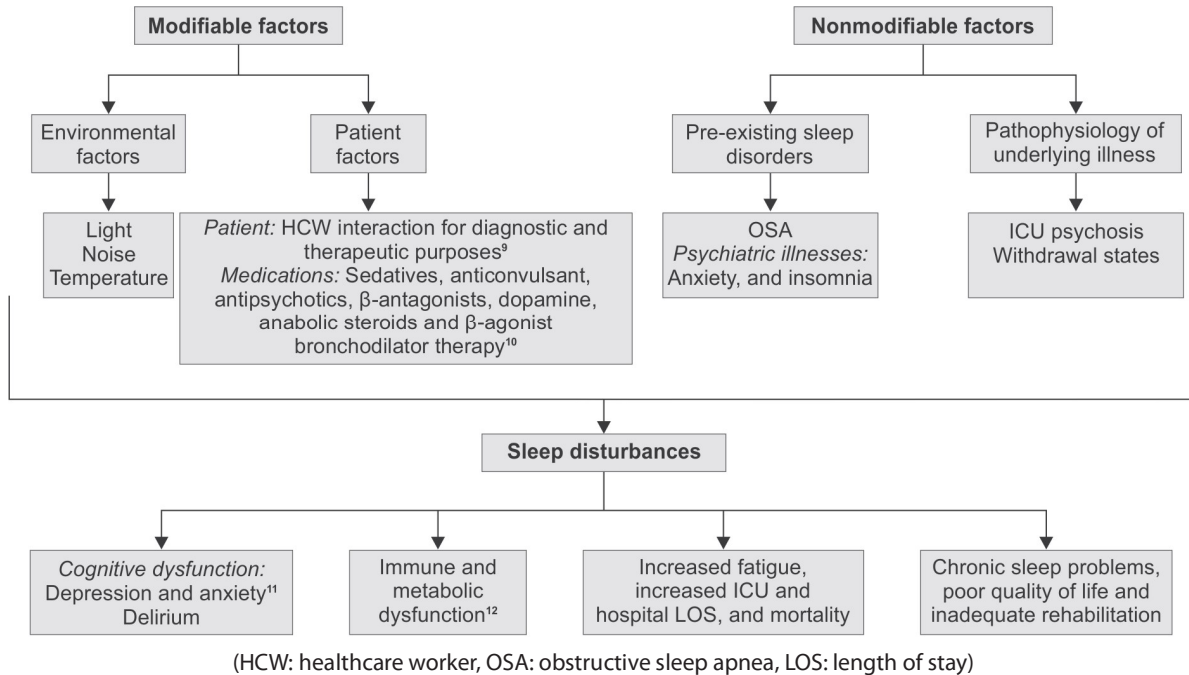 Modifiable factors
Nonmodifiable factors
Environmental
factors
Patient
factors
Pre-existing sleep
disorders
Pathophysiology of
underlying illness
Light
Noise
Temperature
Patient: HCW interaction for diagnostic and
therapeutic purposes⁹
Medications: Sedatives, anticonvulsant,
antipsychotics, β-antagonists, dopamine,
anabolic steroids and β-agonist
bronchodilator therapy¹⁰
OSA
Psychiatric illnesses:
Anxiety, and insomnia
ICU psychosis
Withdrawal states
Sleep disturbances
Cognitive dysfunction:
Depression and anxiety¹¹
Delirium
Immune and
metabolic
dysfunction¹²
Increased fatigue,
increased ICU and
hospital LOS, and mortality
Chronic sleep problems,
poor quality of life and
inadequate rehabilitation
(HCW: healthcare worker, OSA: obstructive sleep apnea, LOS: length of stay)